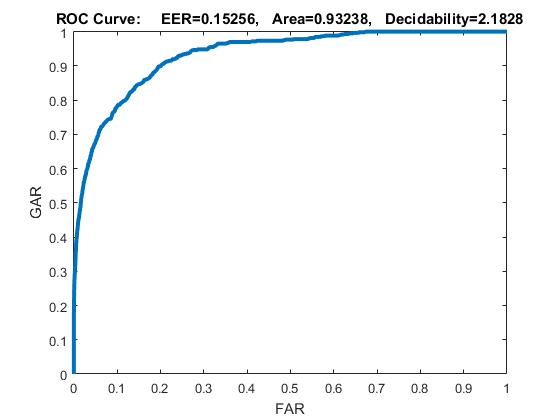 ROC Curve: EER=0.15256, Area=0.93238, Decidability=2.1828
1
0.9
0.8
0.7
0.6
0.5
0.4
0.3
0.2
0.1
0
GAR
0 0.1 0.2 0.3 0.4 0.5 0.6 0.7 0.8 0.9 1
FAR